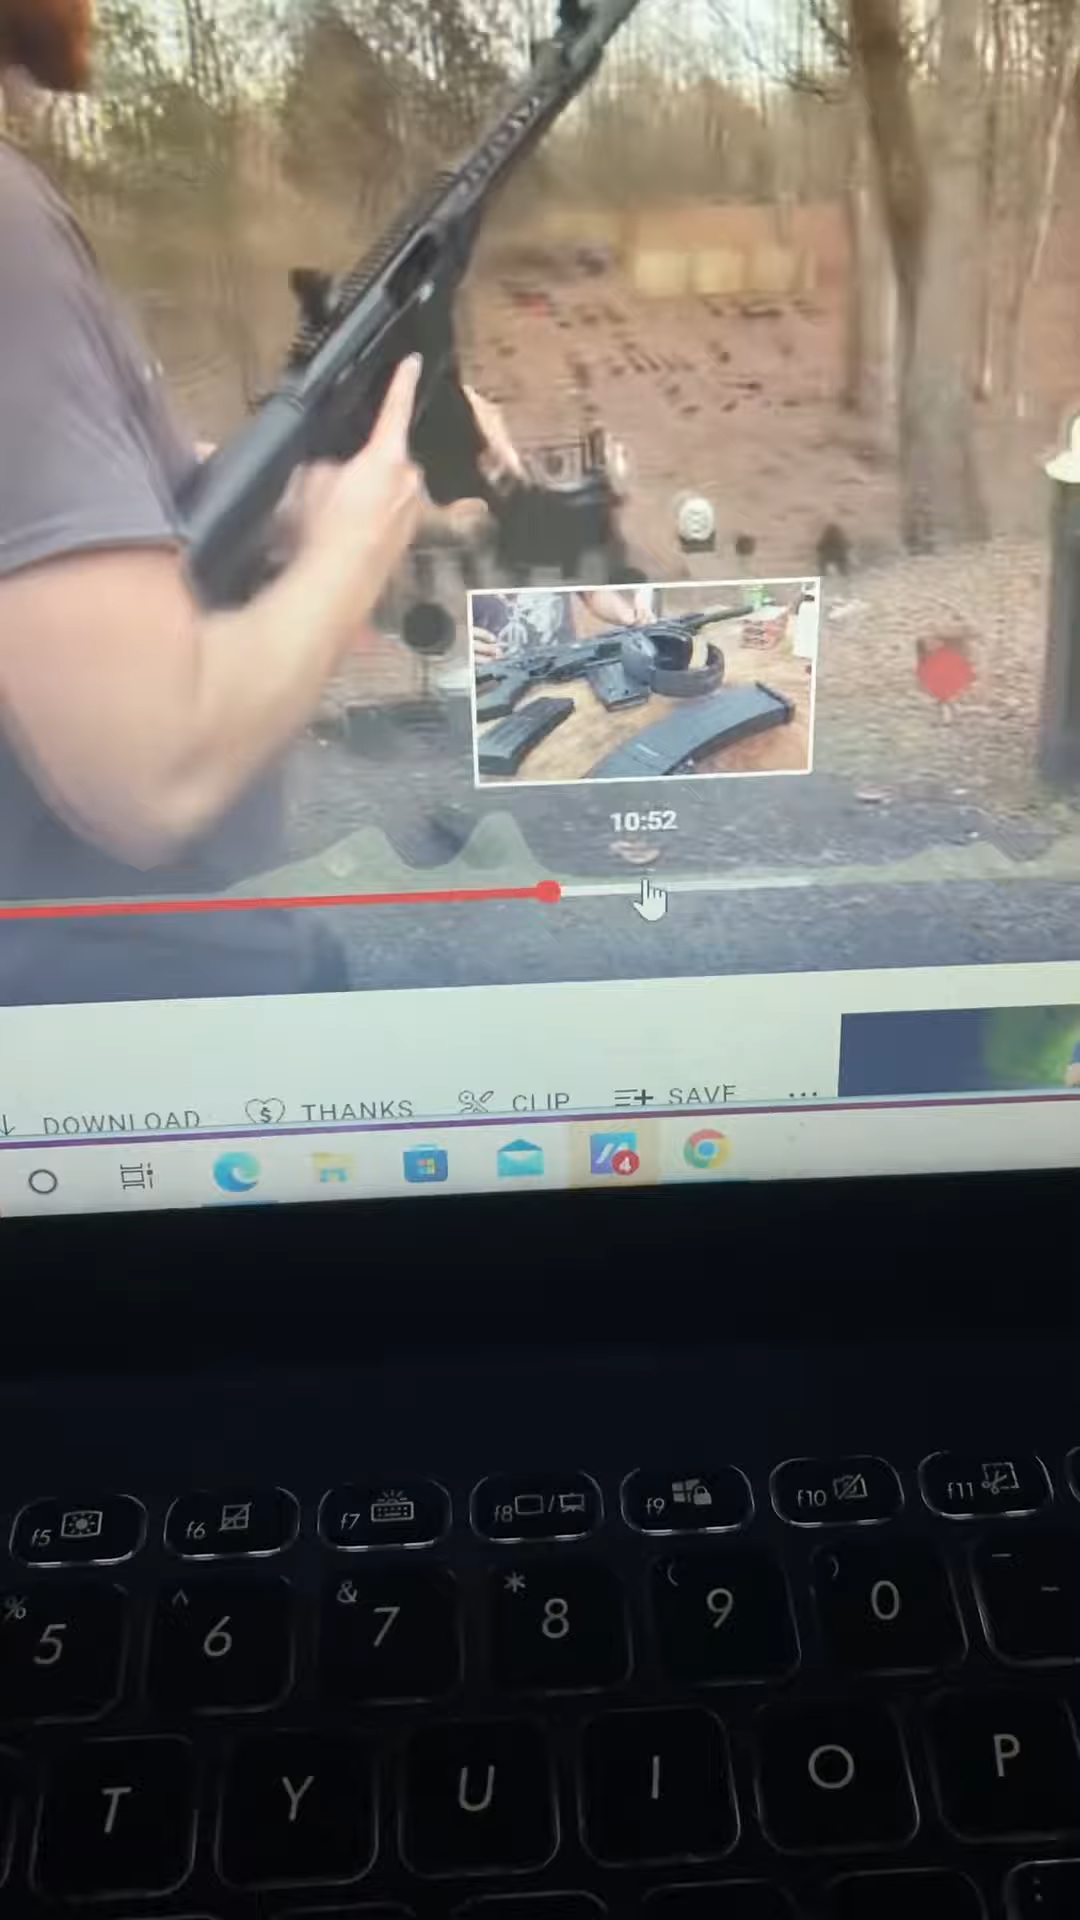 10:52
DOWNLOAD THANKS CLIP SAVE ...
4
f5 f6 f7 f8 / f9 f10 f11
% ^ & * ( ) _
5 6 7 8 9 0 -
T Y U I O P
: